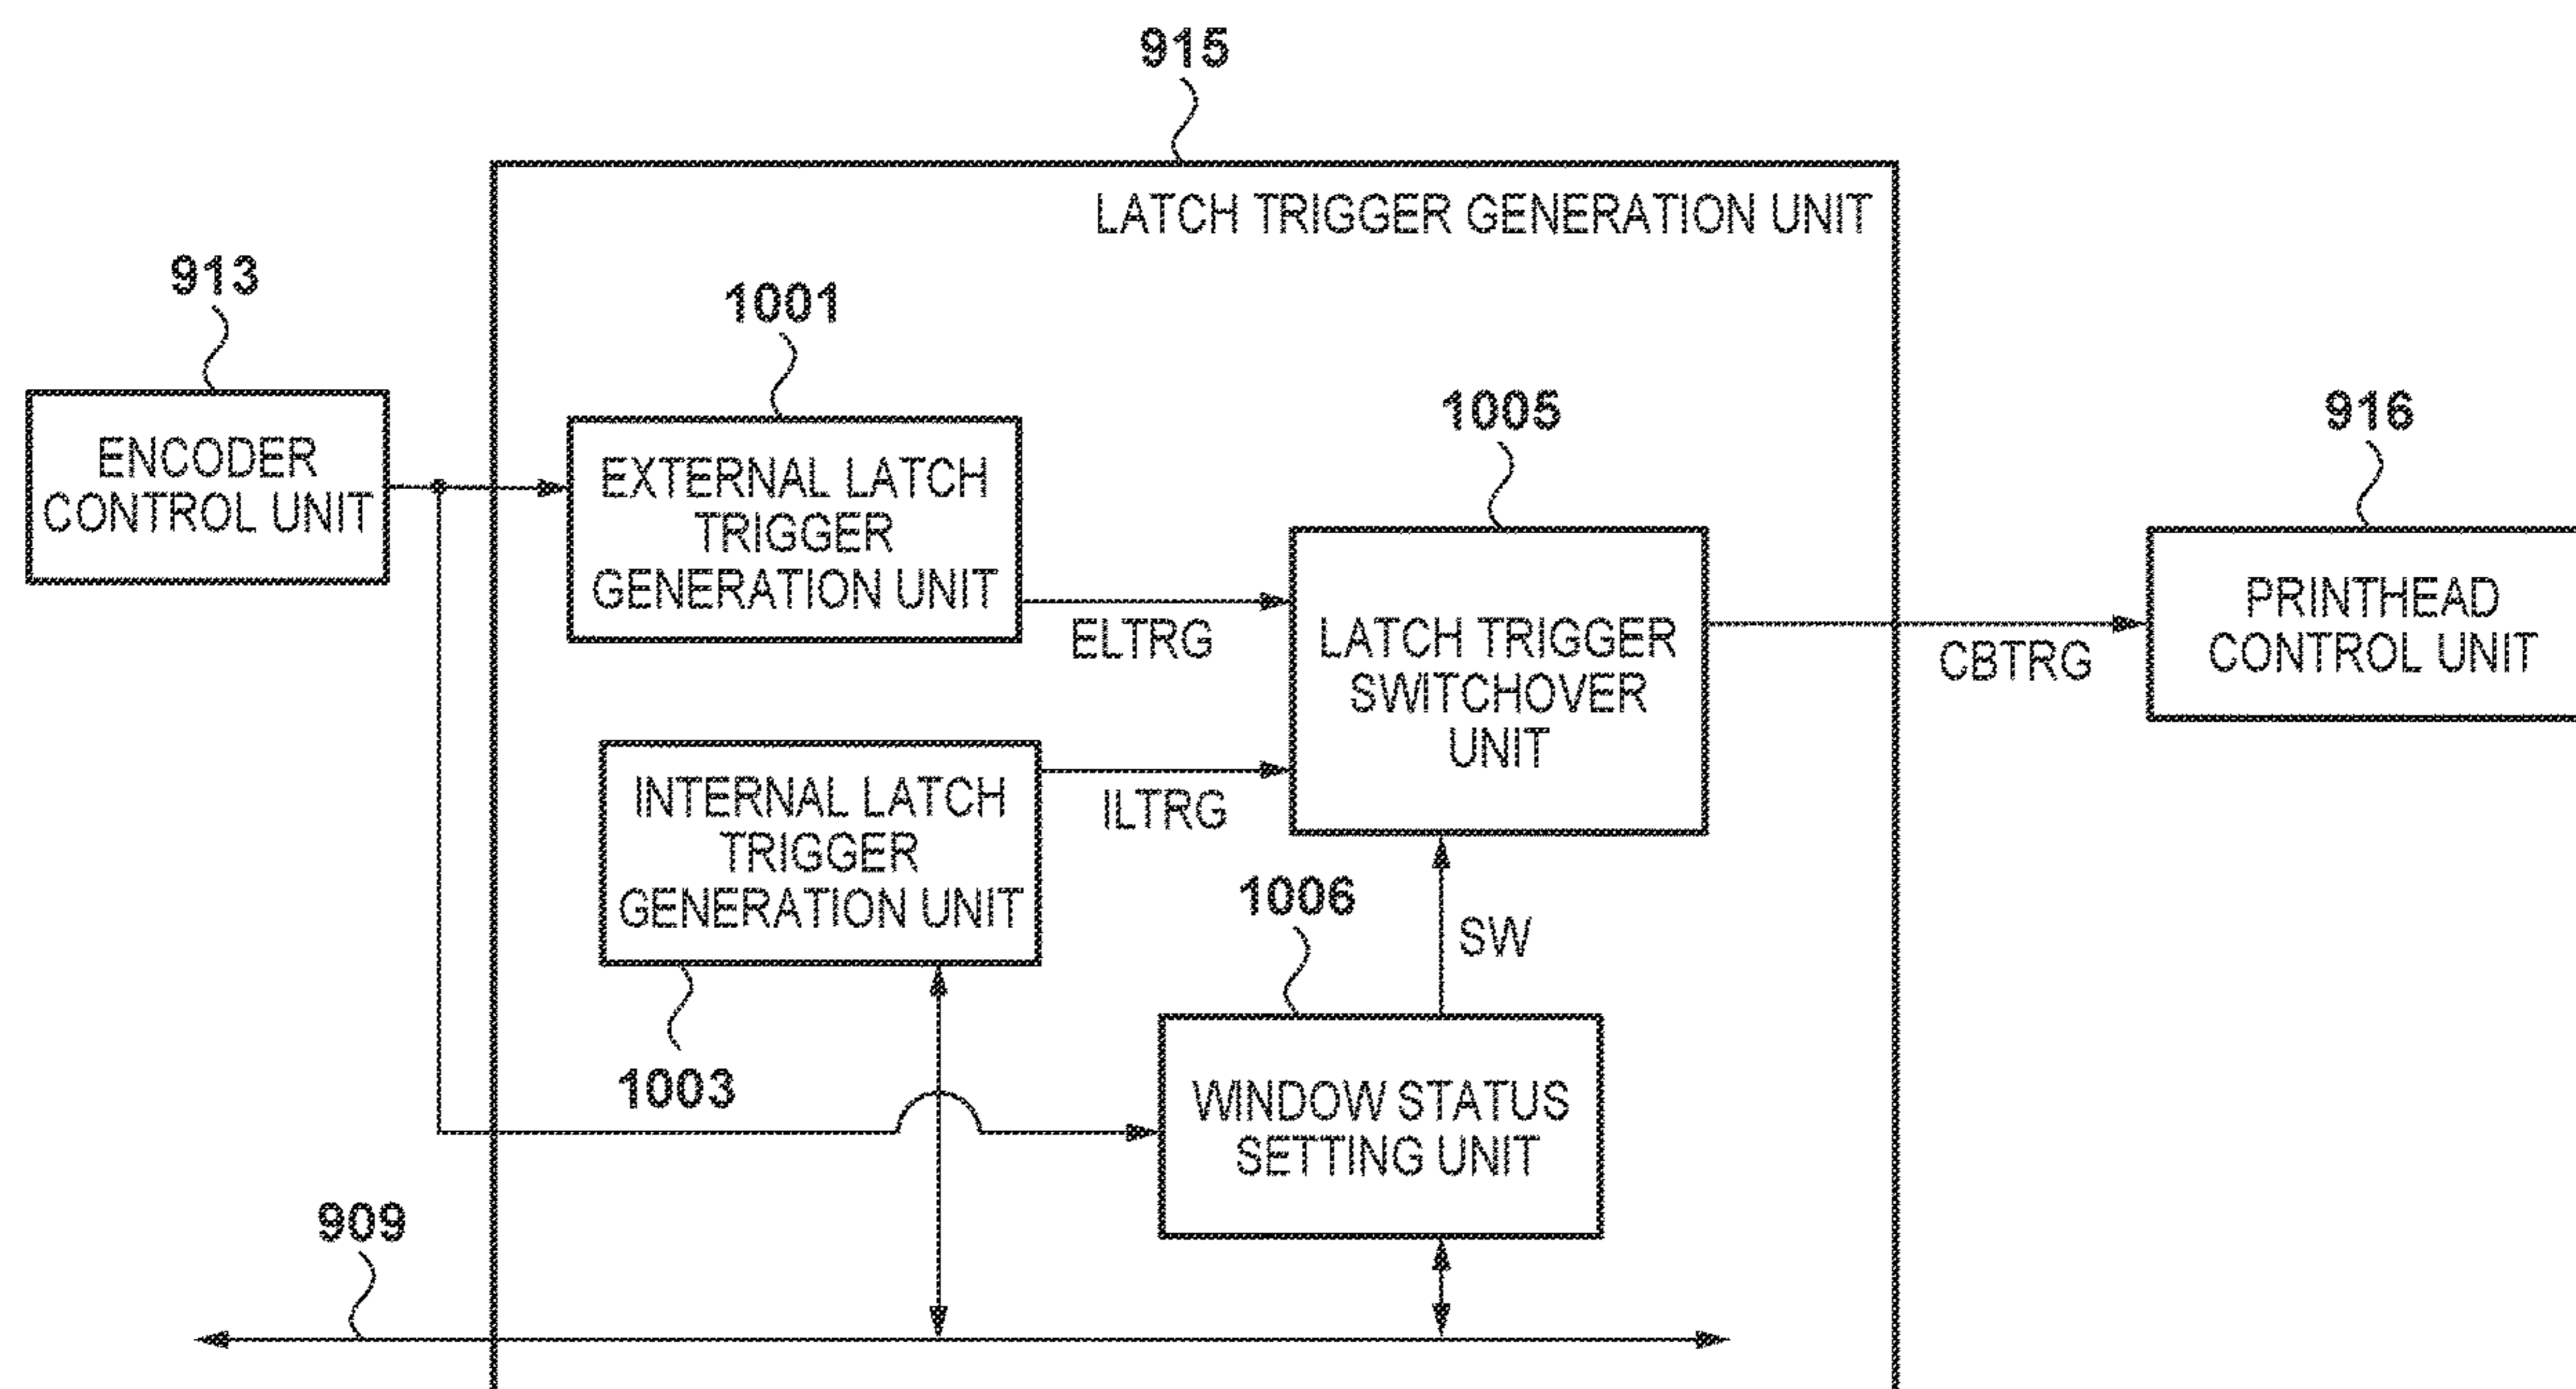 915
LATCH TRIGGER GENERATION UNIT
913
1001
ENCODER
CONTROL UNIT
EXTERNAL LATCH
TRIGGER
GENERATION UNIT
ELTRG
1005
LATCH TRIGGER
SWITCHOVER
UNIT
916
PRINTHEAD
CONTROL UNIT
CBTRG
INTERNAL LATCH
TRIGGER
GENERATION UNIT
ILTRG
1003
1006
SW
WINDOW STATUS
SETTING UNIT
909